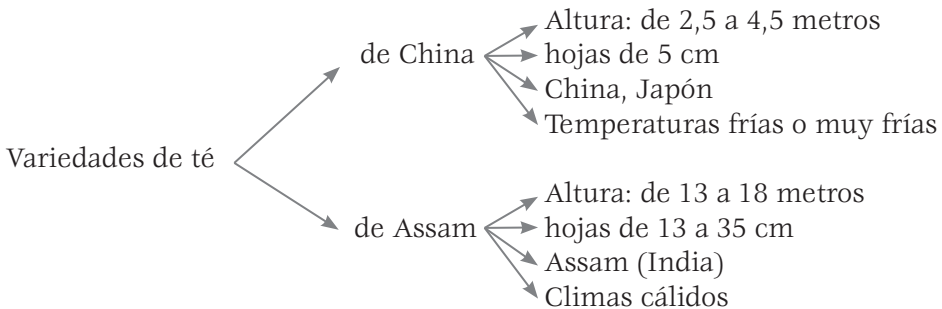 Variedades de té
de China
Altura: de 2,5 a 4,5 metros
hojas de 5 cm
China, Japón
Temperaturas frías o muy frías
de Assam
Altura: de 13 a 18 metros
hojas de 13 a 35 cm
Assam (India)
Climas cálidos